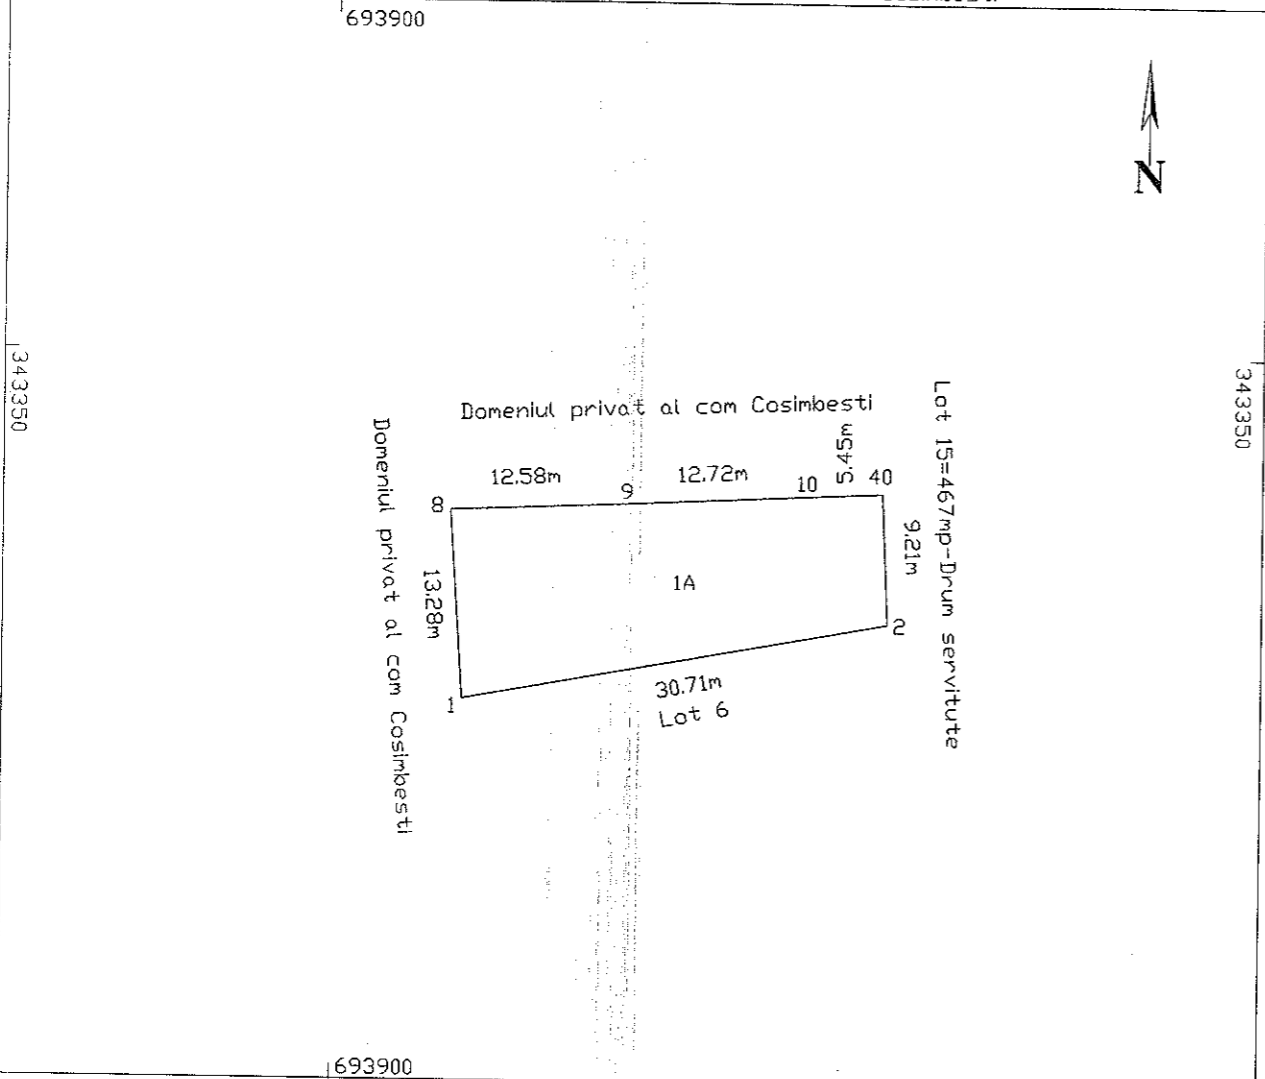 693900
N
343350
343350
Domeniul privat al com Cosimbesti
Domeniul privat al com Cosimbesti
Lot 15=467mp-Drum servitute
12.58m
12.72m
5.45m
8
9
10
40
9.21m
13.28m
1A
2
1
30.71m
Lot 6
693900